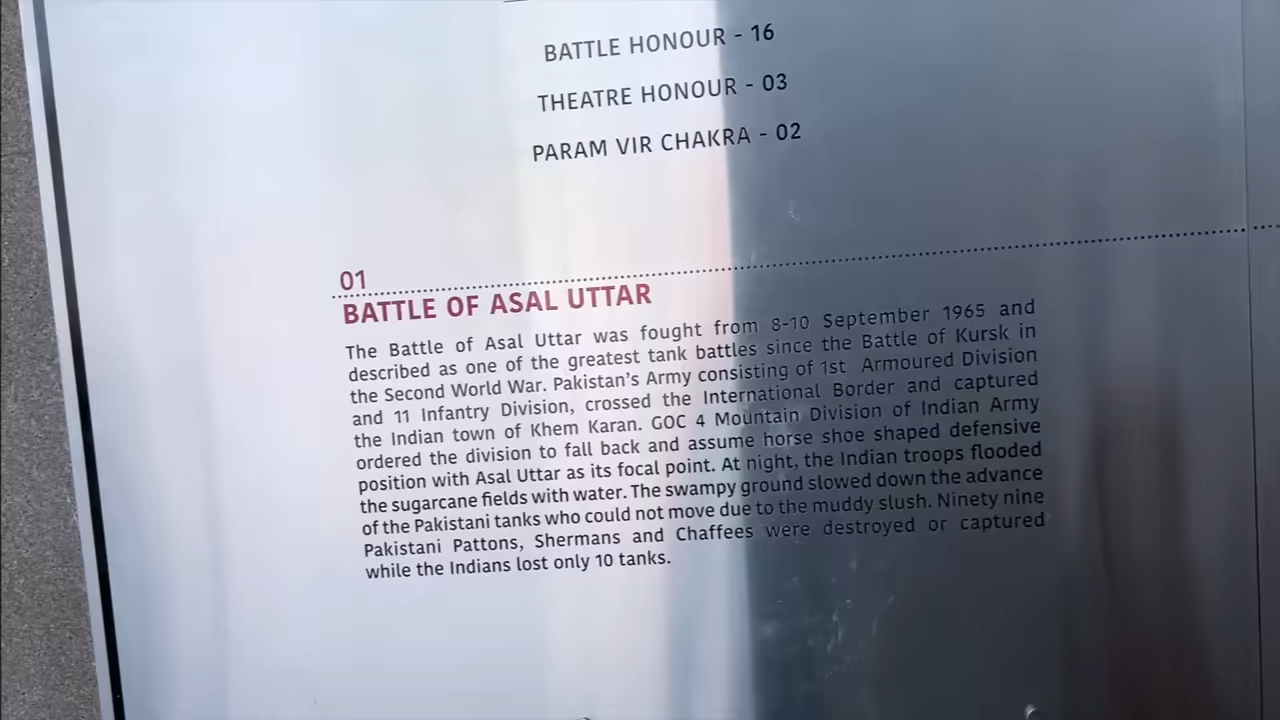 BATTLE HONOUR - 16
THEATRE HONOUR - 03
PARAM VIR CHAKRA - 02
01
BATTLE OF ASAL UTTAR
The Battle of Asal Uttar was fought from 8-10 September 1965 and
described as one of the greatest tank battles since the Battle of Kursk in
the Second World War. Pakistan's Army consisting of 1st Armoured Division
and 11 Infantry Division, crossed the International Border and captured
the Indian town of Khem Karan. GOC 4 Mountain Division of Indian Army
ordered the division to fall back and assume horse shoe shaped defensive
position with Asal Uttar as its focal point. At night, the Indian troops flooded
the sugarcane fields with water. The swampy ground slowed down the advance
of the Pakistani tanks who could not move due to the muddy slush. Ninety nine
Pakistani Pattons, Shermans and Chaffees were destroyed or captured
while the Indians lost only 10 tanks.